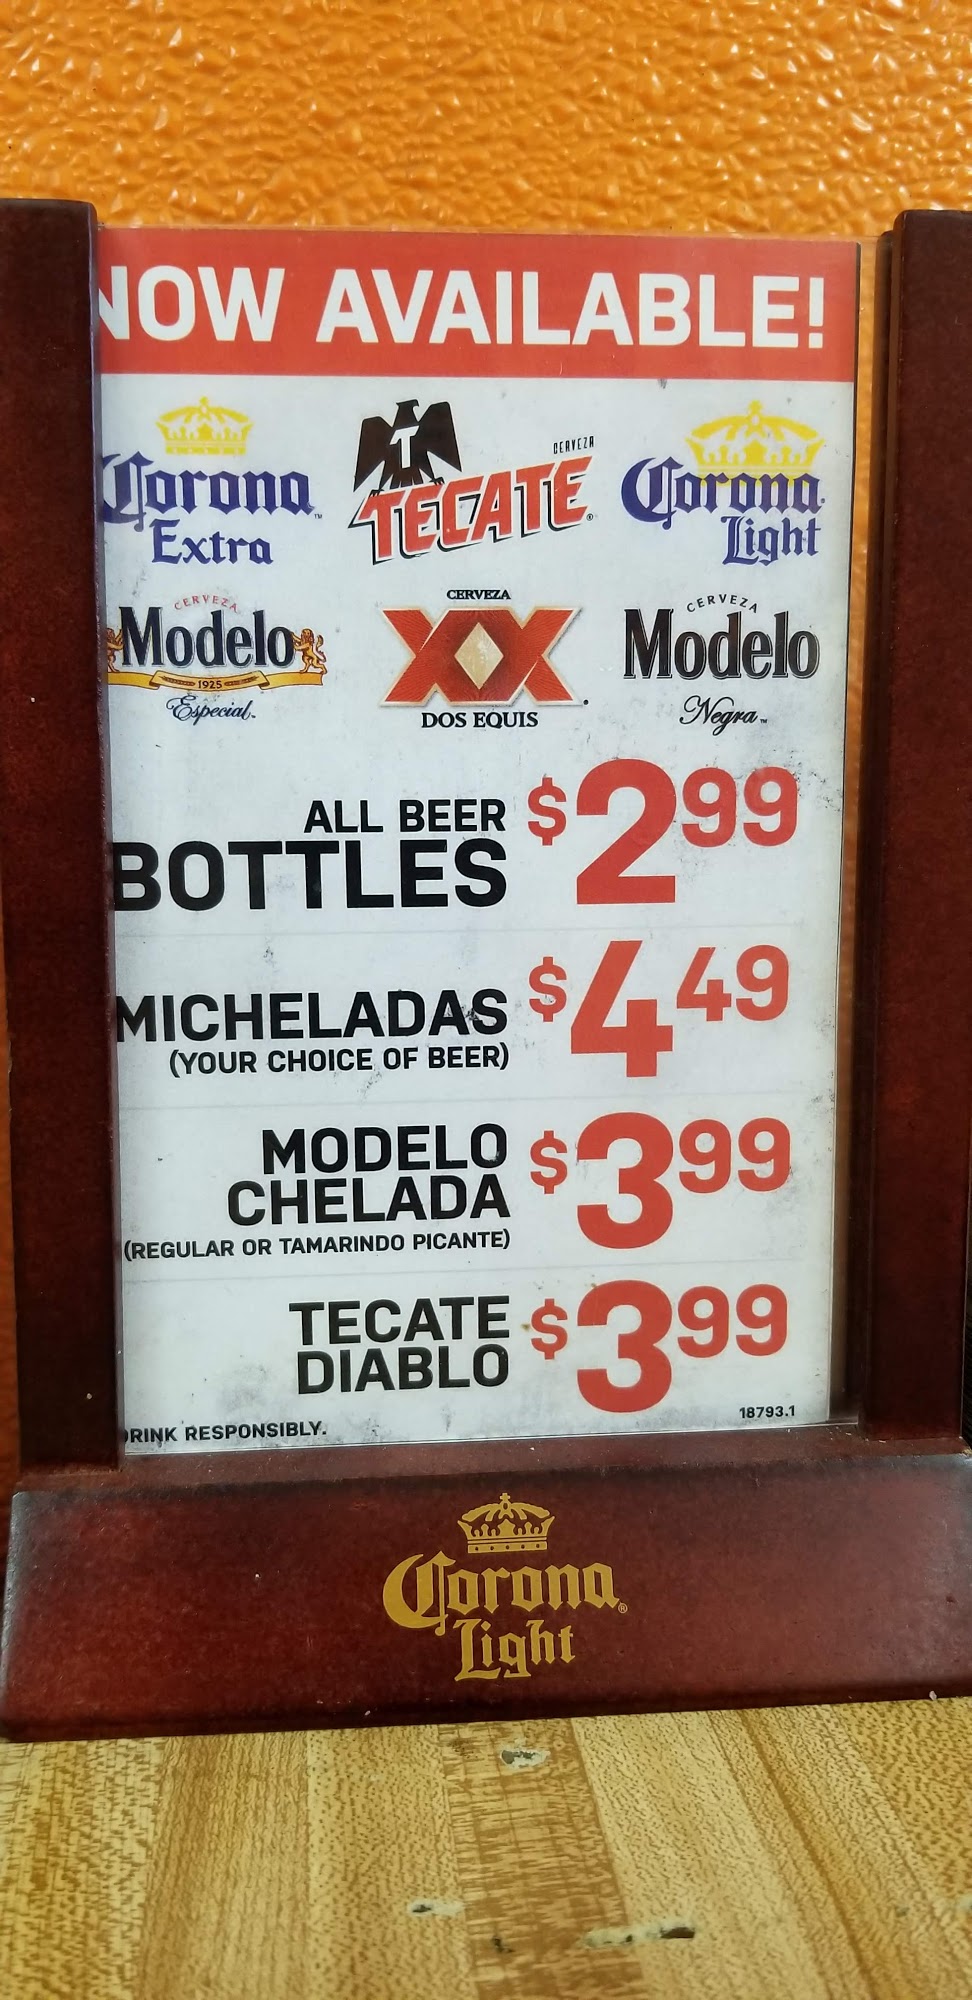 NOW AVAILABLE!
Corona Extra
CERVEZA TECATE
Corona Light
CERVEZA Modelo 1925 Especial
CERVEZA XX DOS EQUIS
CERVEZA Modelo Negra
ALL BEER
BOTTLES $2.99
MICHELADAS $4.49
(YOUR CHOICE OF BEER)
MODELO
CHELADA $3.99
(REGULAR OR TAMARINDO PICANTE)
TECATE
DIABLO $3.99
18793.1
RINK RESPONSIBLY.
Corona
Light